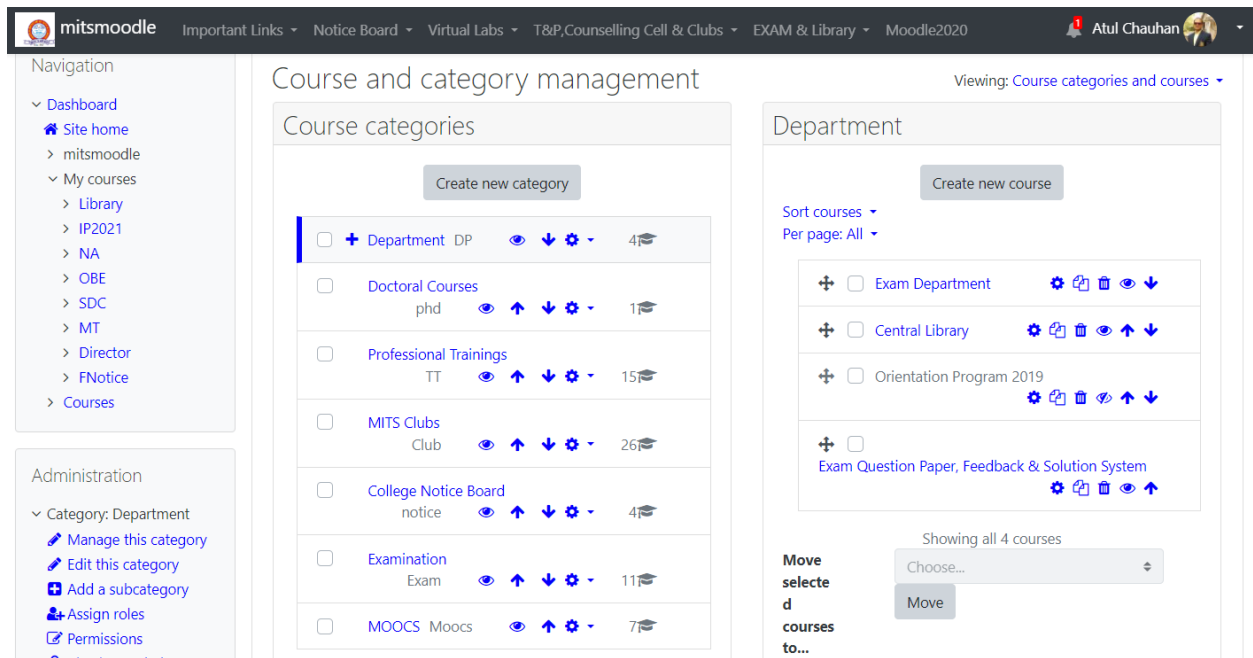 mitsmoodle Important Links Notice Board Virtual Labs T&P,Counselling Cell & Clubs EXAM & Library Moodle2020 1 Atul Chauhan
Navigation
Dashboard
Site home
mitsmoodle
My courses
Library
IP2021
NA
OBE
SDC
MT
Director
FNotice
Courses
Administration
Category: Department
Manage this category
Edit this category
Add a subcategory
Assign roles
Permissions
Course and category management
Viewing: Course categories and courses
Course categories
Create new category
Department DP 4
Doctoral Courses
phd 1
Professional Trainings
TT 15
MITS Clubs
Club 26
College Notice Board
notice 4
Examination
Exam 11
MOOCS Moocs 7
Department
Create new course
Sort courses
Per page: All
Exam Department
Central Library
Orientation Program 2019
Exam Question Paper, Feedback & Solution System
Showing all 4 courses
Move
selecte
d
courses
to...
Choose...
Move